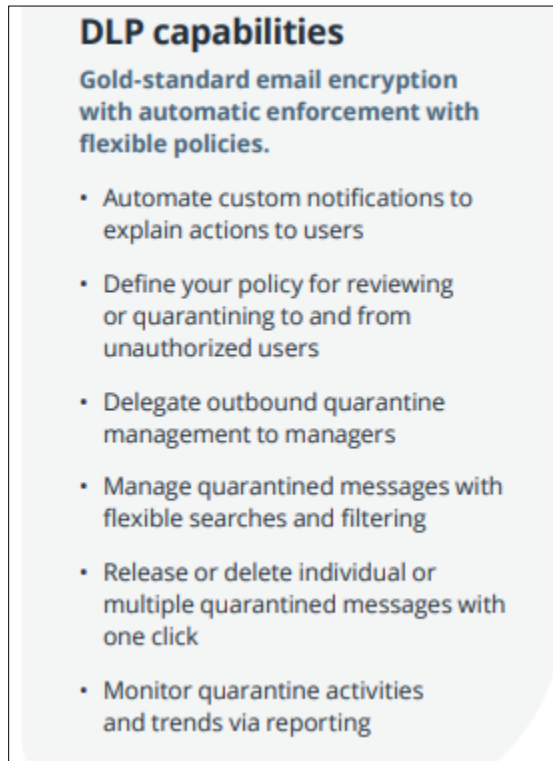 DLP capabilities
Gold-standard email encryption
with automatic enforcement with
flexible policies.
• Automate custom notifications to
explain actions to users
• Define your policy for reviewing
or quarantining to and from
unauthorized users
• Delegate outbound quarantine
management to managers
• Manage quarantined messages with
flexible searches and filtering
• Release or delete individual or
multiple quarantined messages with
one click
• Monitor quarantine activities
and trends via reporting